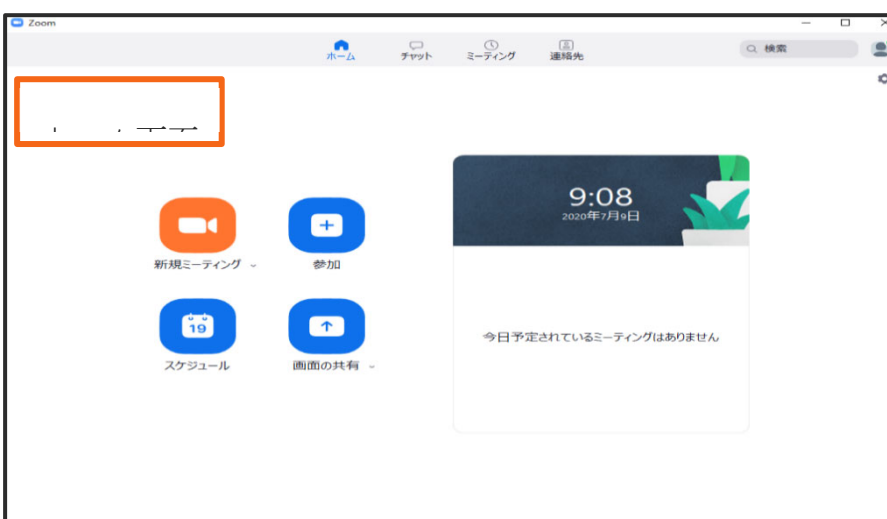 Zoom
ホーム
チャット
ミーティング
連絡先
検索
9:08
2020年7月9日
新規ミーティング
参加
19
スケジュール
画面の共有
今日予定されているミーティングはありません